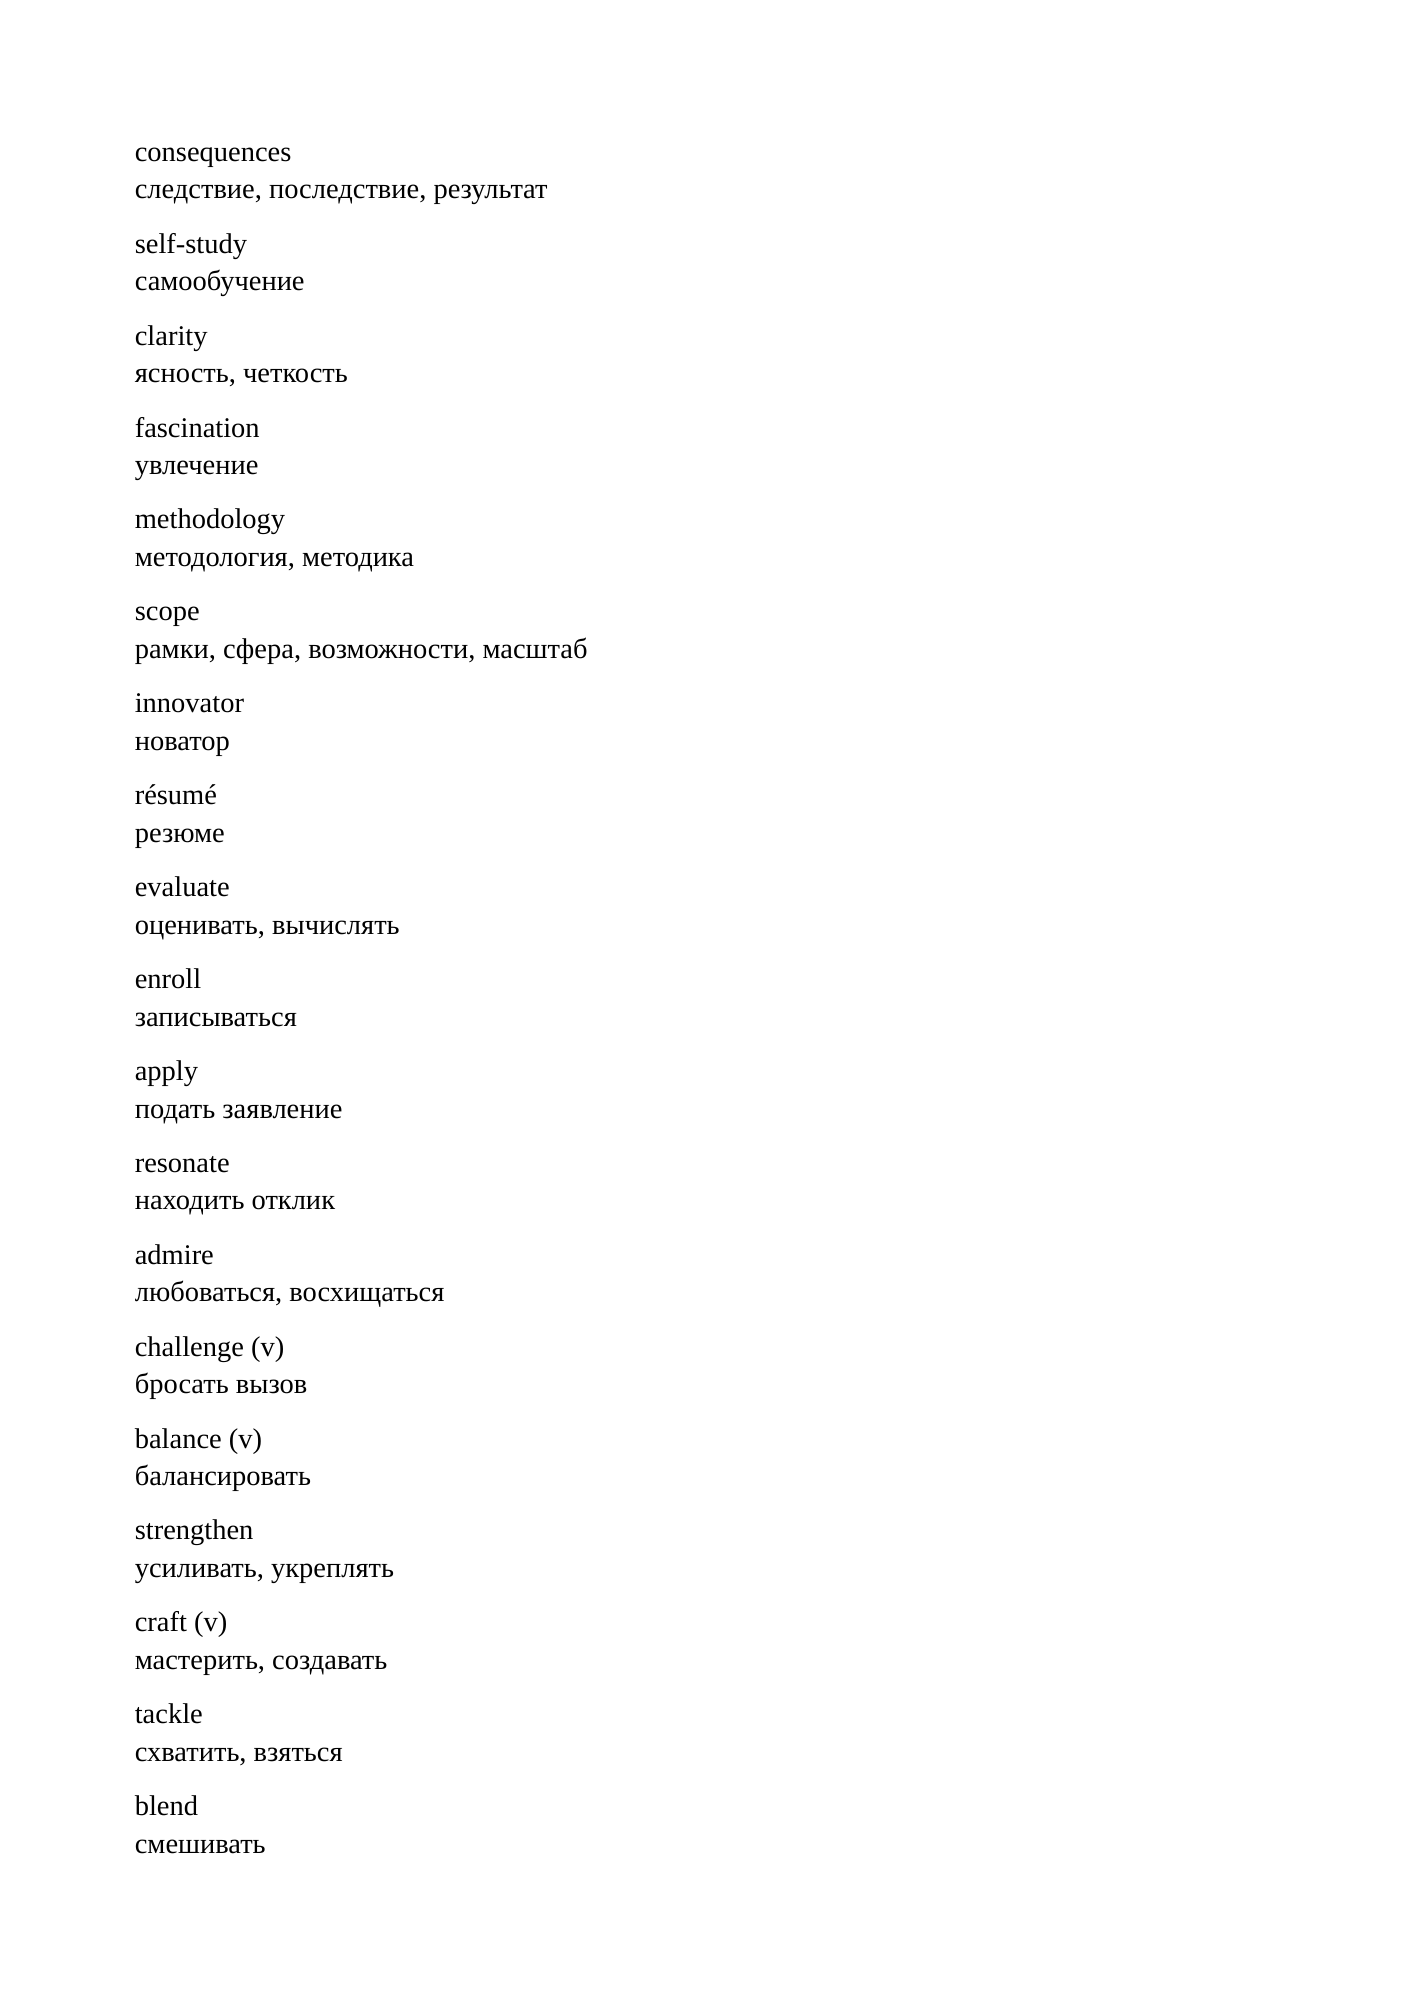 consequences
следствие, последствие, результат
self-study
самообучение
clarity
ясность, четкость
fascination
увлечение
methodology
методология, методика
scope
рамки, сфера, возможности, масштаб
innovator
новатор
résumé
резюме
evaluate
оценивать, вычислять
enroll
записываться
apply
подать заявление
resonate
находить отклик
admire
любоваться, восхищаться
challenge (v)
бросать вызов
balance (v)
балансировать
strengthen
усиливать, укреплять
craft (v)
мастерить, создавать
tackle
схватить, взяться
blend
смешивать